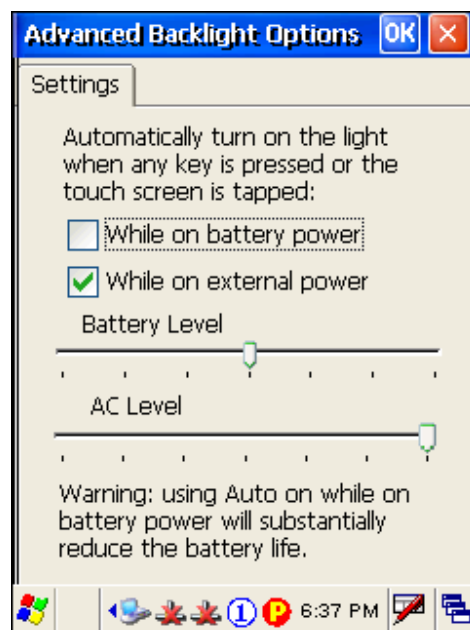 Advanced Backlight Options OK
Settings
Automatically turn on the light
when any key is pressed or the
touch screen is tapped:
While on battery power
While on external power
Battery Level
AC Level
Warning: using Auto on while on
battery power will substantially
reduce the battery life.
1 P 6:37 PM